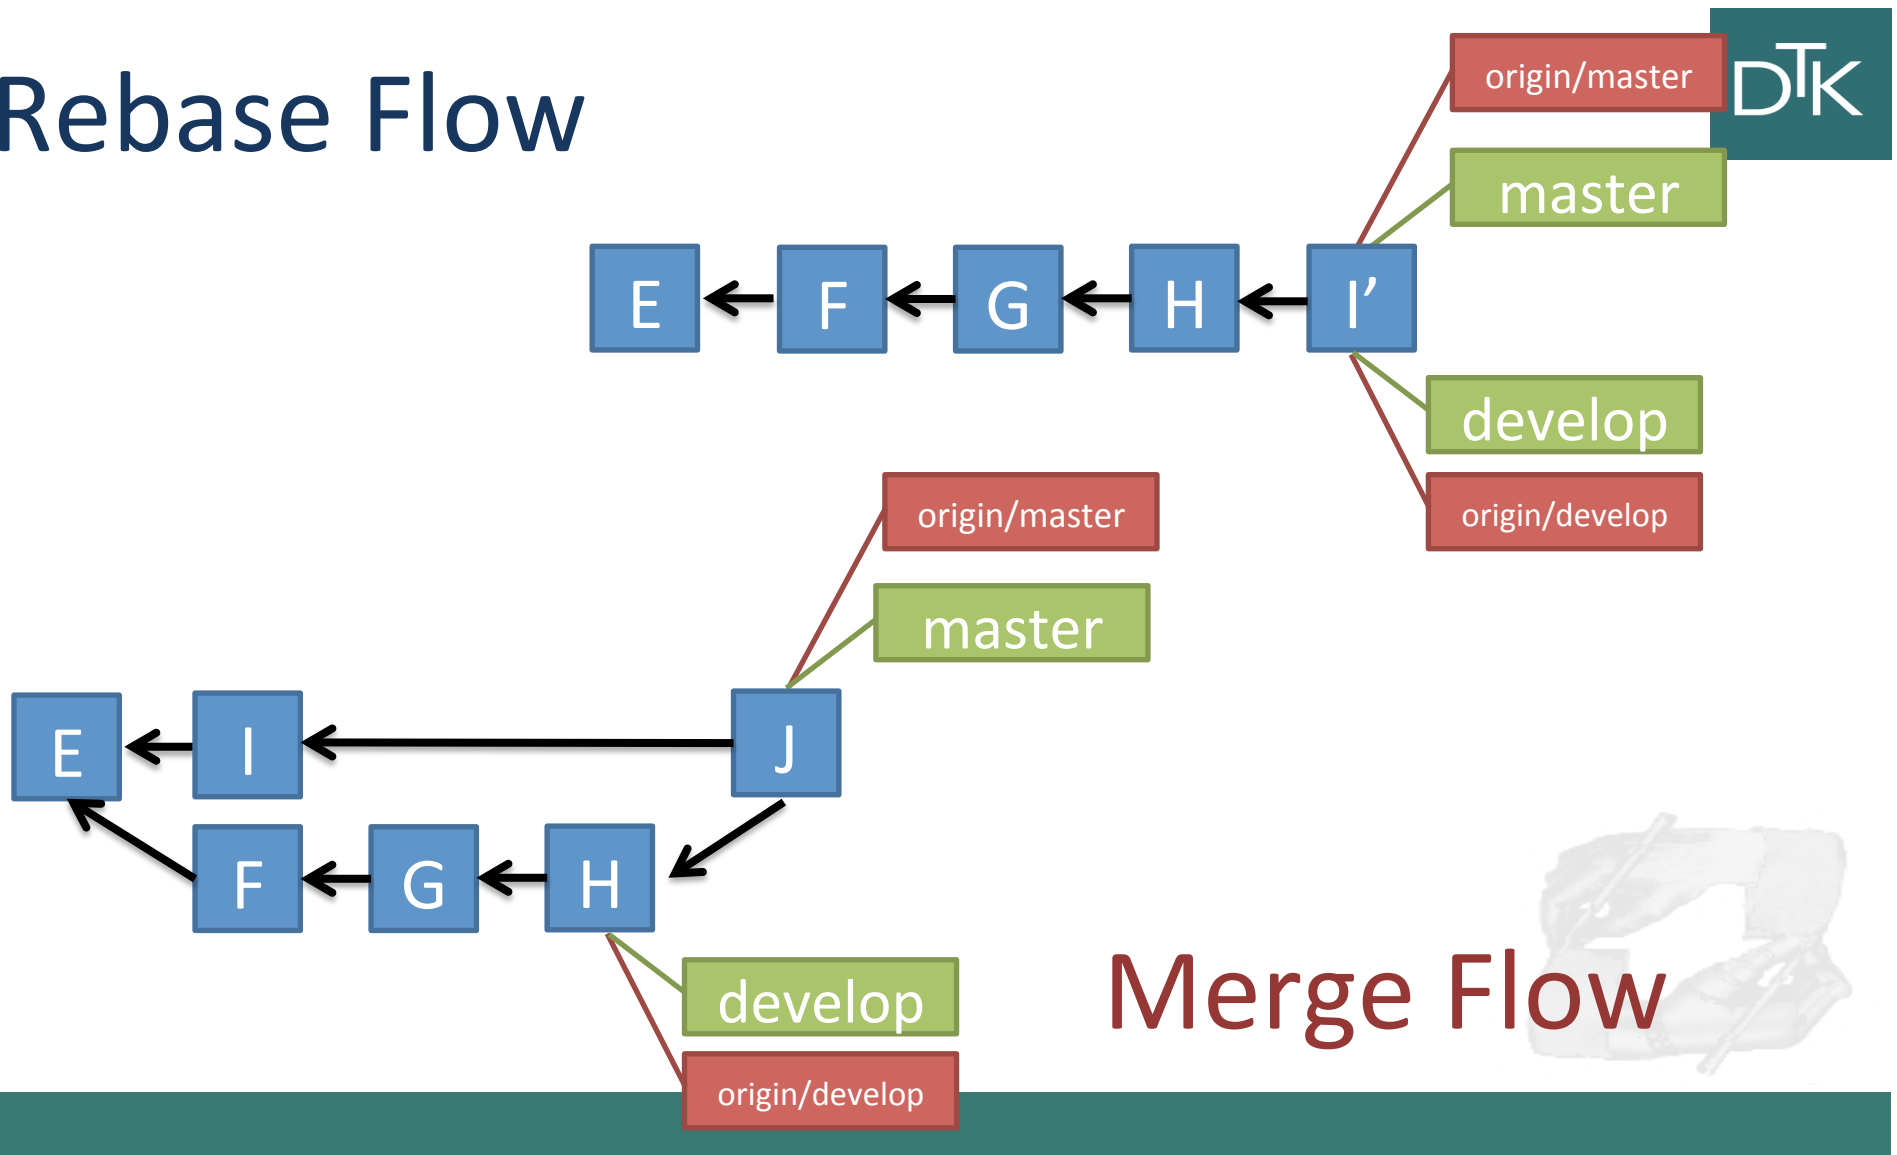 Rebase Flow
origin/master
DTK
master
E F G H I’
develop
origin/develop
origin/master
master
E I J
F G H
develop
origin/develop
Merge Flow